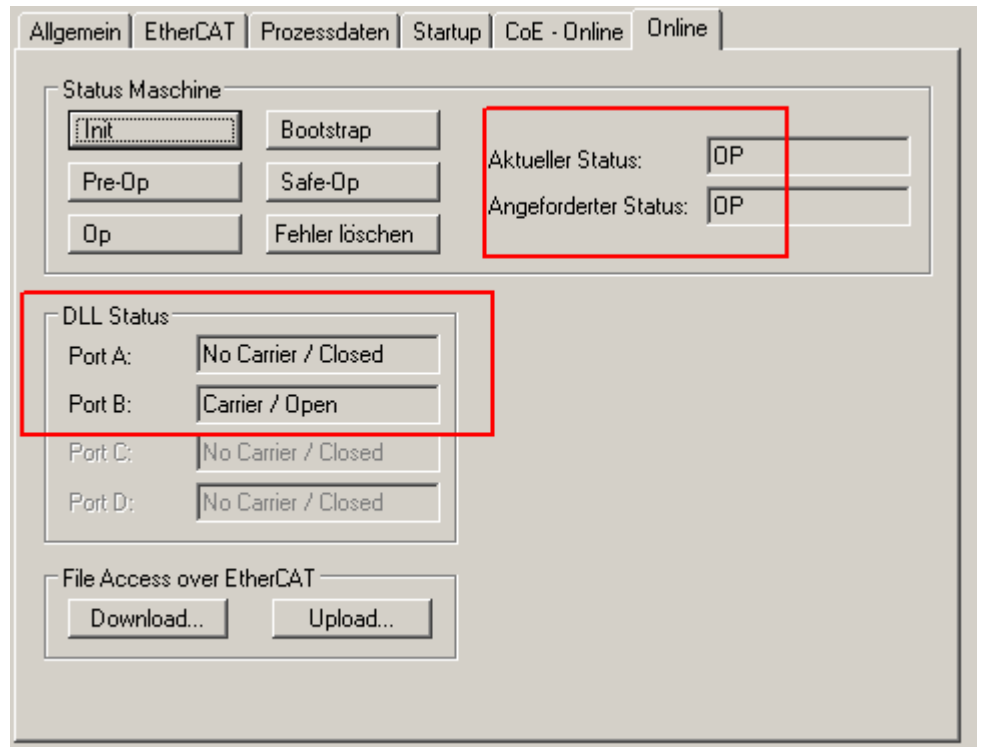 Allgemein EtherCAT Prozessdaten Startup CoE - Online Online
Status Maschine
Init Bootstrap
Pre-Op Safe-Op
Op Fehler löschen
Aktueller Status: OP
Angeforderter Status: OP
DLL Status
Port A: No Carrier / Closed
Port B: Carrier / Open
Port C: No Carrier / Closed
Port D: No Carrier / Closed
File Access over EtherCAT
Download... Upload...